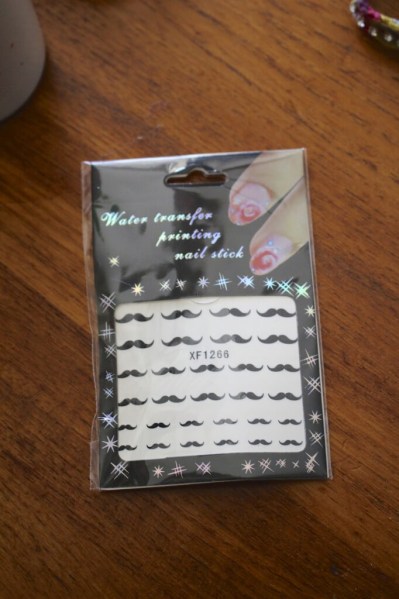 Water transfer
printing
nail stick
XF1266